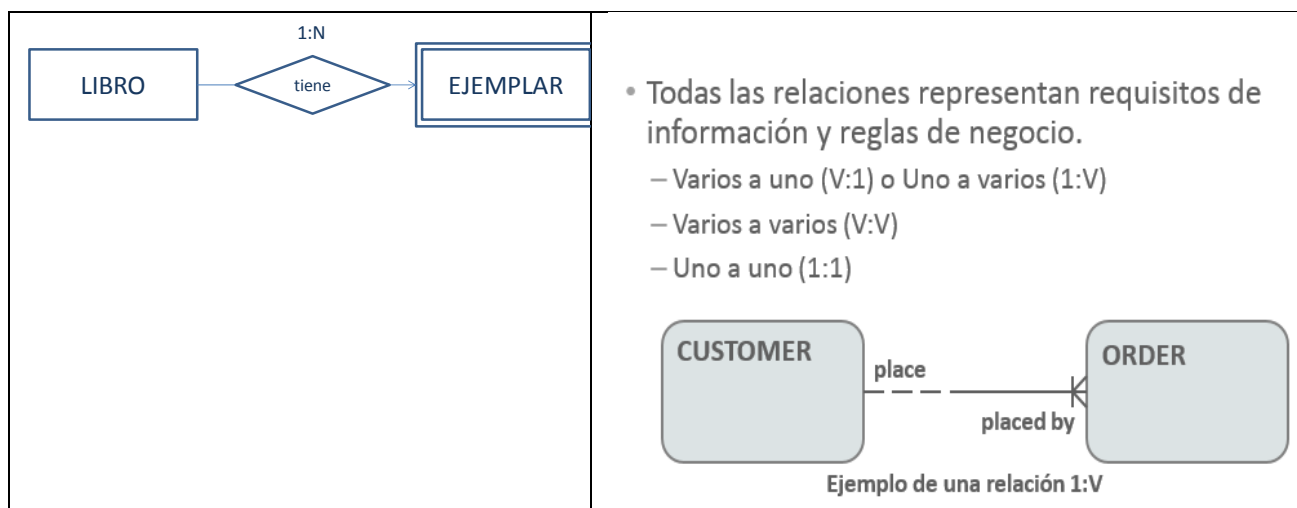 1:N
LIBRO
tiene
EJEMPLAR
• Todas las relaciones representan requisitos de
información y reglas de negocio.
– Varios a uno (V:1) o Uno a varios (1:V)
– Varios a varios (V:V)
– Uno a uno (1:1)
CUSTOMER
place
placed by
ORDER
Ejemplo de una relación 1:V